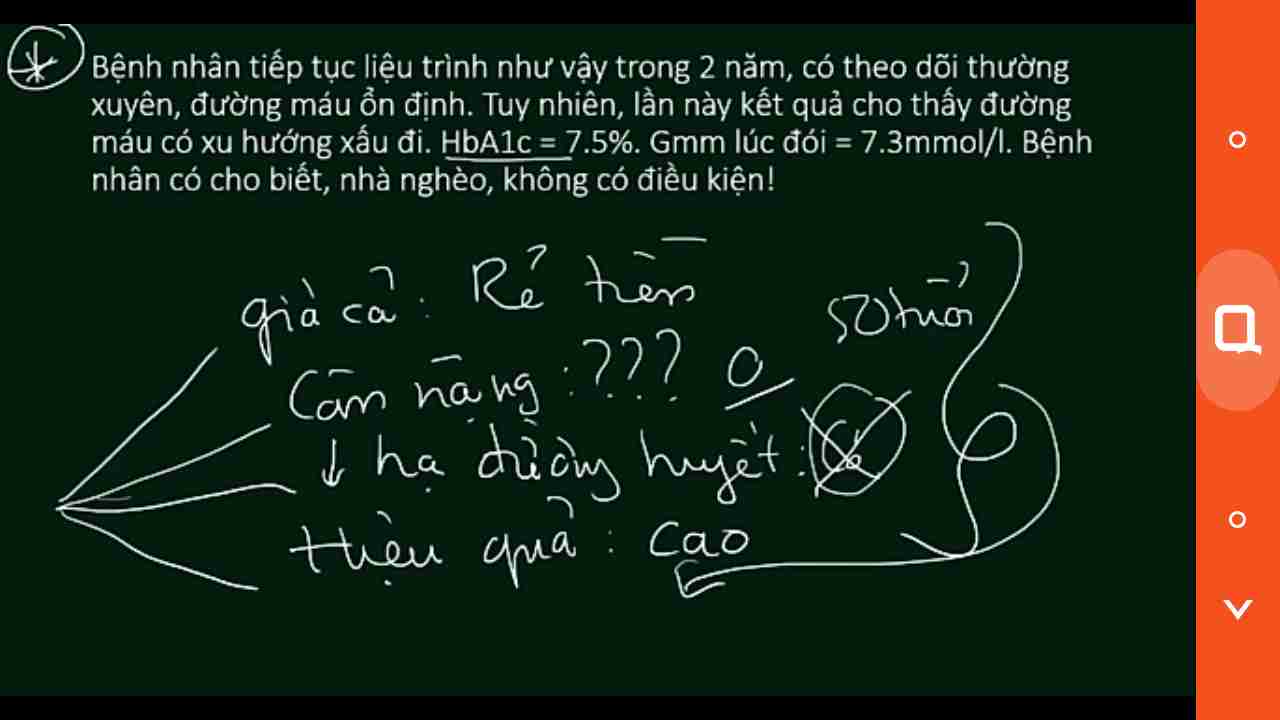 Bệnh nhân tiếp tục liệu trình như vậy trong 2 năm, có theo dõi thường
xuyên, đường máu ổn định. Tuy nhiên, lần này kết quả cho thấy đường
máu có xu hướng xấu đi. HbA1c = 7.5%. Gmm lúc đói = 7.3mmol/l. Bệnh
nhân có cho biết, nhà nghèo, không có điều kiện!
giá cả: Rẻ tiền
50 tuổi
Cân nặng: ??? 0
↓ hạ đường huyết:
Hiệu quả: cao